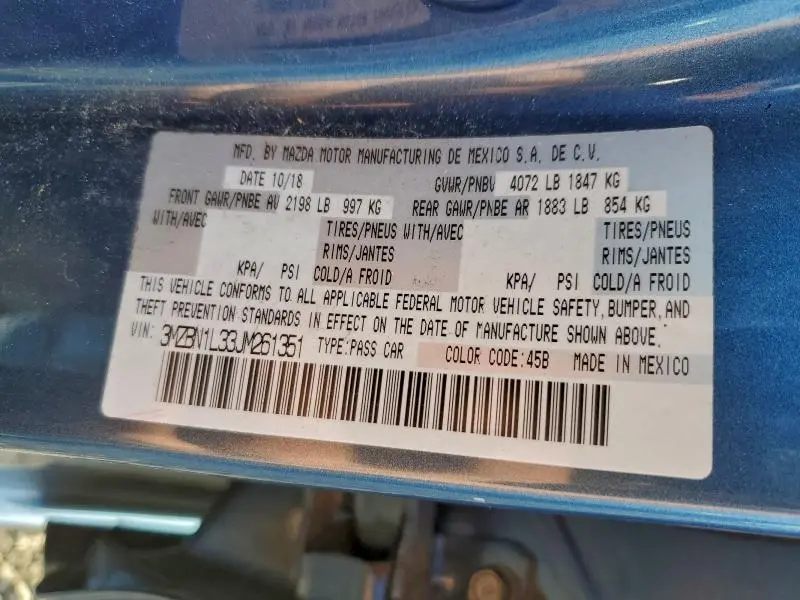 MFD. BY MAZDA MOTOR MANUFACTURING DE MEXICO S.A. DE C.V.
DATE 10/18 GVWR/PNBV 4072 LB 1847 KG
FRONT GAWR/PNBE AV 2198 LB 997 KG REAR GAWR/PNBE AR 1883 LB 854 KG
WITH/AVEC TIRES/PNEUS WITH/AVEC TIRES/PNEUS
RIMS/JANTES RIMS/JANTES
KPA/ PSI COLD/A FROID KPA/ PSI COLD/A FROID
THIS VEHICLE CONFORMS TO ALL APPLICABLE FEDERAL MOTOR VEHICLE SAFETY, BUMPER, AND
THEFT PREVENTION STANDARDS IN EFFECT ON THE DATE OF MANUFACTURE SHOWN ABOVE.
VIN: 3MZBN1L33JM261351 TYPE:PASS CAR COLOR CODE:45B MADE IN MEXICO